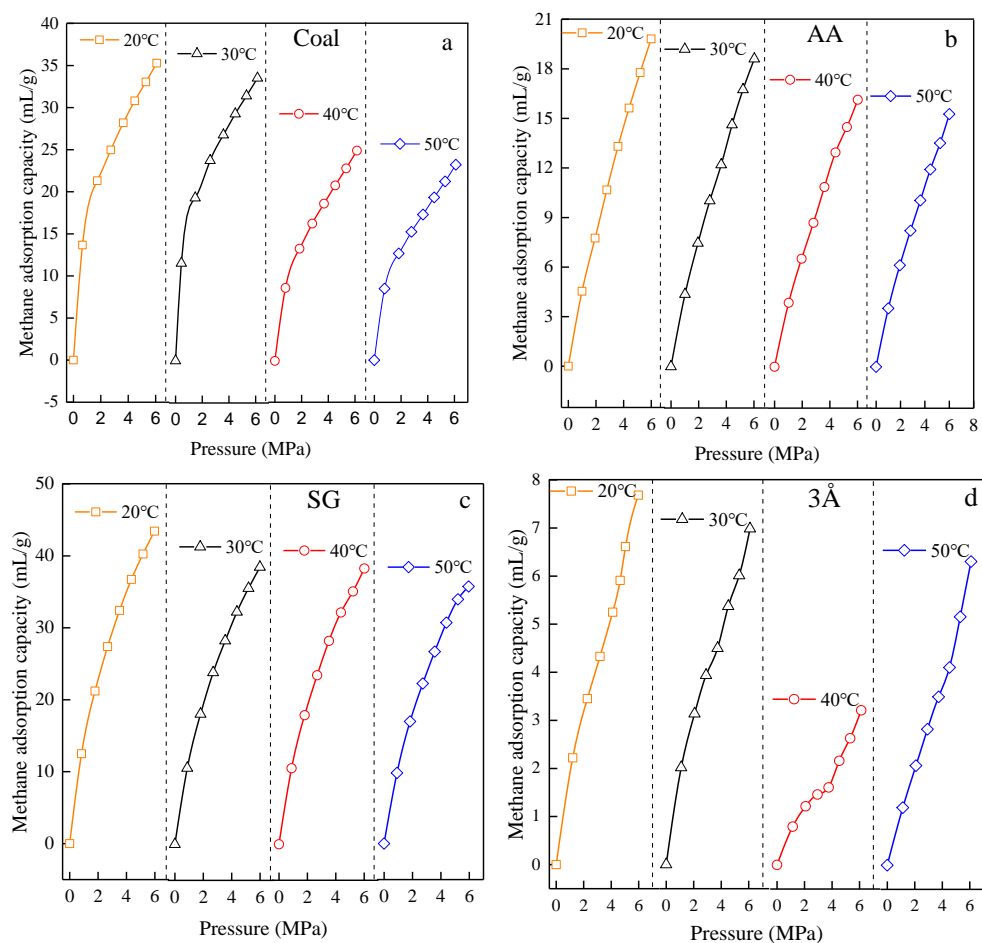 Coal
a
20℃
30℃
40℃
50℃
Methane adsorption capacity (mL/g)
40
35
30
25
20
15
10
5
0
-5
0 2 4 6 0 2 4 6 0 2 4 6 0 2 4 6
Pressure (MPa)
AA
b
20℃
30℃
40℃
50℃
Methane adsorption capacity (mL/g)
21
18
15
12
9
6
3
0
0 2 4 6 0 2 4 6 0 2 4 6 0 2 4 6 8
Pressure (MPa)
SG
c
20℃
30℃
40℃
50℃
Methane adsorption capacity (mL/g)
50
40
30
20
10
0
0 2 4 6 0 2 4 6 0 2 4 6 0 2 4 6
Pressure (MPa)
3Å
d
20℃
30℃
40℃
50℃
Methane adsorption capacity (mL/g)
8
7
6
5
4
3
2
1
0
0 2 4 6 0 2 4 6 0 2 4 6 0 2 4 6
Pressure (MPa)